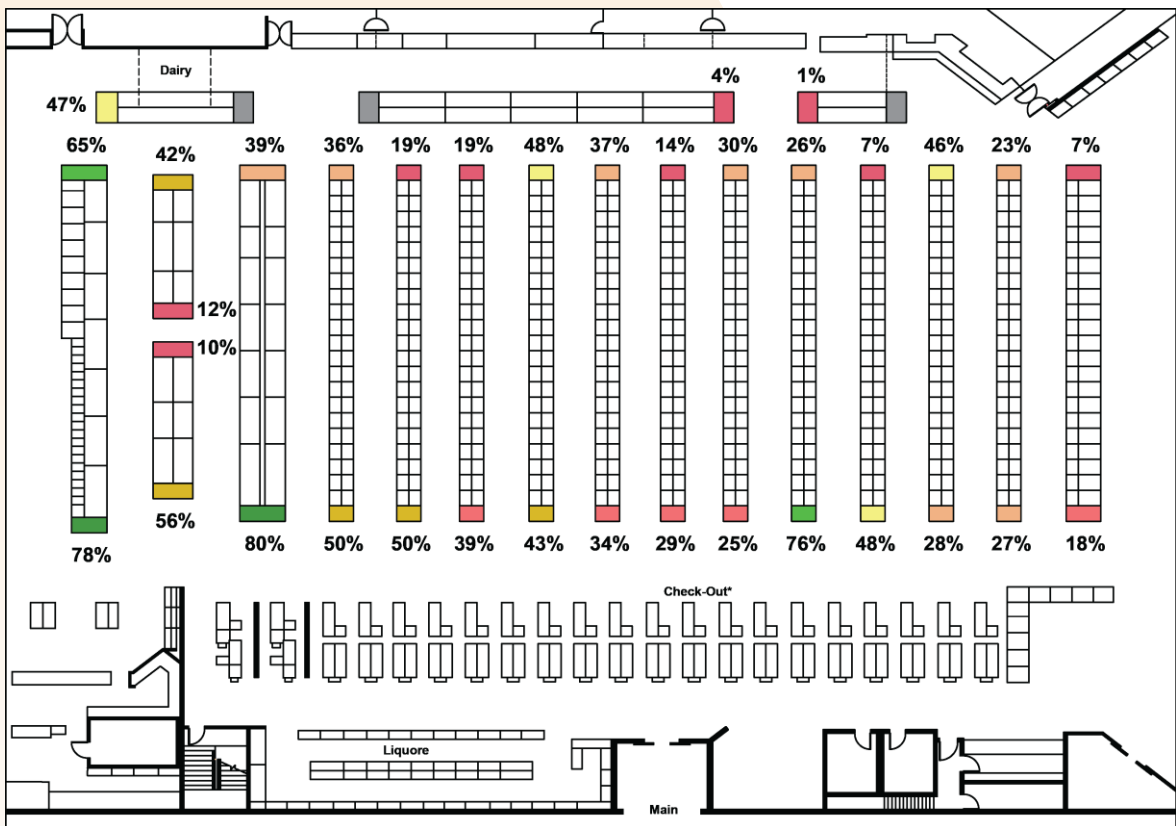 4% 1%
Dairy
47%
65% 42% 39% 36% 19% 19% 48% 37% 14% 30% 26% 7% 46% 23% 7%
12%
10%
56%
78% 80% 50% 50% 39% 43% 34% 29% 25% 76% 48% 28% 27% 18%
Check-Out*
Liquore
Main